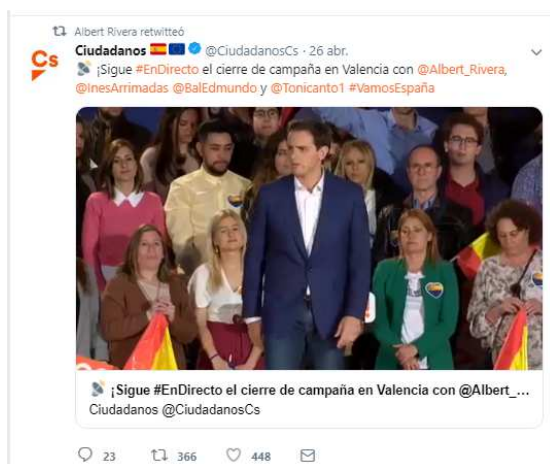 Albert Rivera retwitteó
Cs
Ciudadanos @CiudadanosCs · 26 abr.
¡Sigue #EnDirecto el cierre de campaña en Valencia con @Albert_Rivera,
@InesArrimadas @BalEdmundo y @Tonicanto1 #VamosEspaña
¡Sigue #EnDirecto el cierre de campaña en Valencia con @Albert_...
Ciudadanos @CiudadanosCs
23 366 448